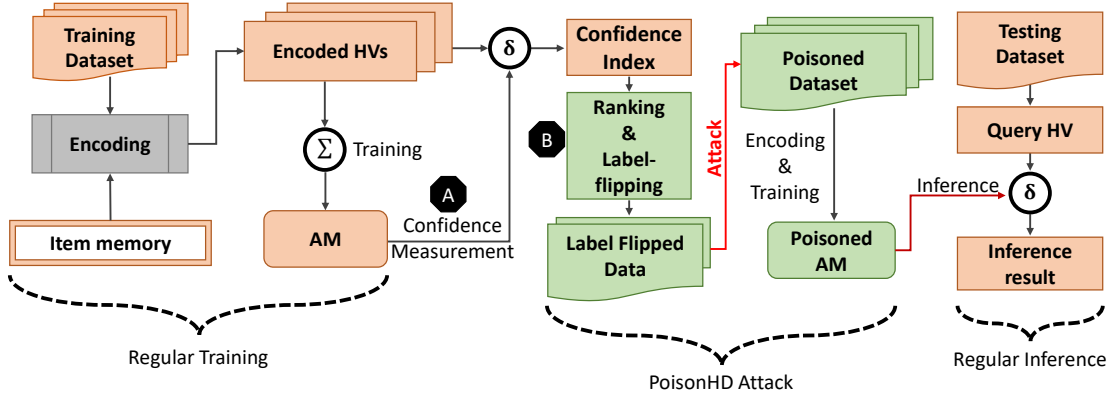 Training
Dataset
Encoding
Item memory
Encoded HVs
Σ
Training
AM
A
Confidence
Measurement
δ
Confidence
Index
B
Ranking
&
Label-
flipping
Label Flipped
Data
Attack
Poisoned
Dataset
Encoding
&
Training
Poisoned
AM
Testing
Dataset
Query HV
Inference
δ
Inference
result
Regular Training
PoisonHD Attack
Regular Inference